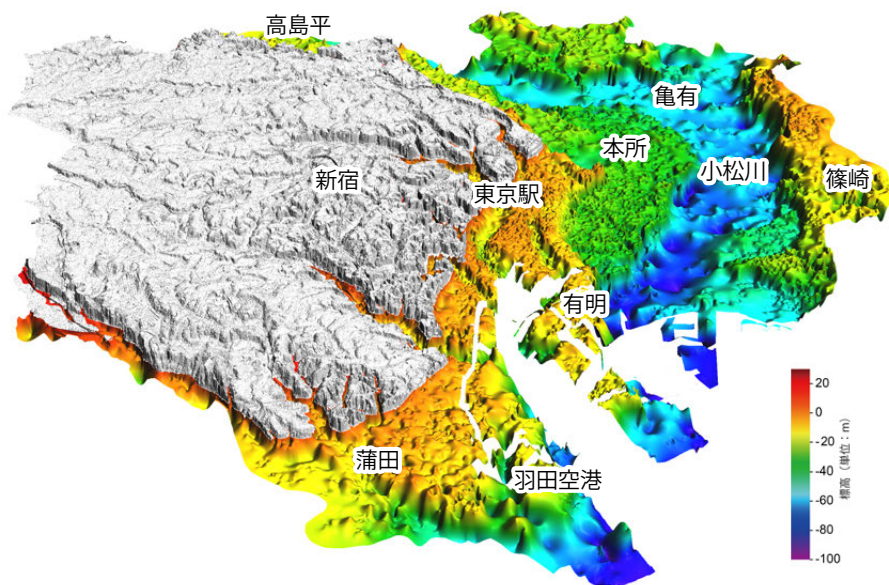 高島平
亀有
本所
小松川
篠崎
新宿
東京駅
有明
蒲田
羽田空港
20
0
-20
-40
-60
-80
-100
標高（単位：m）